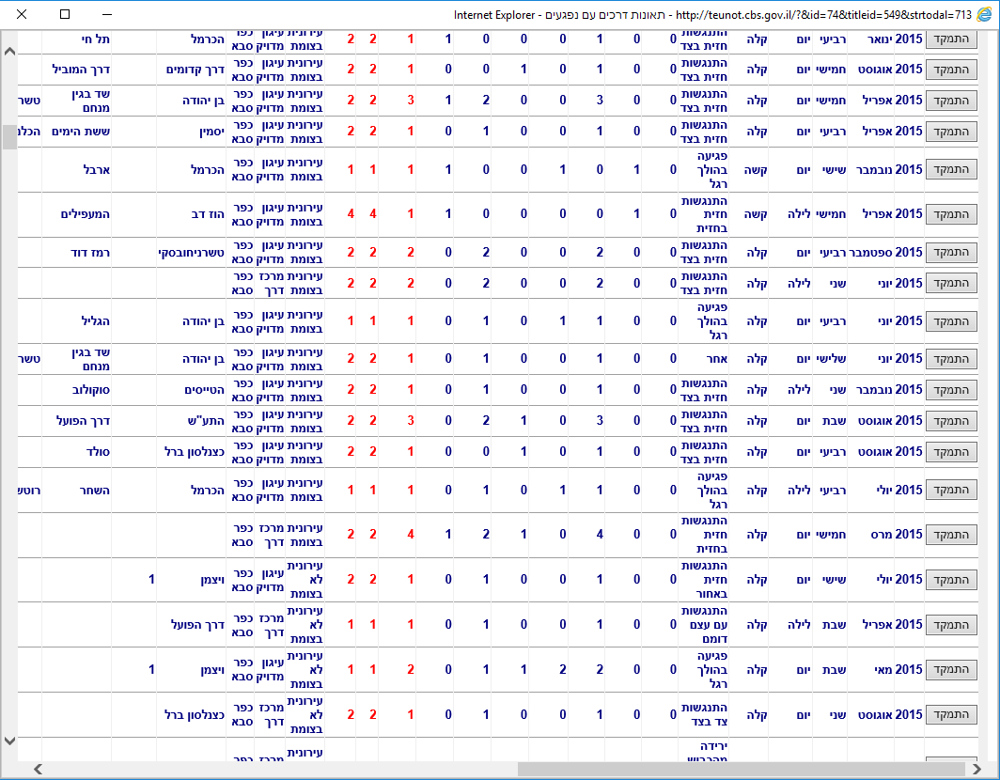 http://teunot.cbs.gov.il/?&id=74&titleid=549&strtodal=713 - תאונות דרכים עם נפגעים - Internet Explorer
התמקד 2015 ינואר רביעי יום קלה התנגשות חזית בצד 0 0 1 0 0 0 1 1 2 2 עירונית בצומת עיגון מדויק כפר סבא הכרמל תל חי
התמקד 2015 אוגוסט חמישי יום קלה התנגשות חזית בצד 0 0 1 0 1 0 0 1 2 2 עירונית בצומת עיגון מדויק כפר סבא דרך קדומים דרך המוביל
התמקד 2015 אפריל חמישי יום קלה התנגשות חזית בצד 0 0 3 0 0 2 1 3 2 2 עירונית בצומת עיגון מדויק כפר סבא בן יהודה שד בגין מנחם
התמקד 2015 אפריל רביעי יום קלה התנגשות חזית בצד 0 0 1 0 0 1 0 1 2 2 עירונית בצומת עיגון מדויק כפר סבא יסמין ששת הימים
התמקד 2015 נובמבר שישי יום קשה פגיעה בהולך רגל 0 1 0 1 0 0 1 1 1 1 עירונית בצומת עיגון מדויק כפר סבא הכרמל ארבל
התמקד 2015 אפריל חמישי לילה קשה התנגשות חזית בחזית 0 1 0 0 0 0 1 1 4 4 עירונית בצומת עיגון מדויק כפר סבא הוז דב המעפילים
התמקד 2015 ספטמבר רביעי יום קלה התנגשות חזית בצד 0 0 2 0 0 2 0 2 2 2 עירונית בצומת עיגון מדויק כפר סבא טשרניחובסקי רמז דוד
התמקד 2015 יוני שני לילה קלה התנגשות חזית בצד 0 0 2 0 0 2 0 2 2 2 עירונית בצומת מרכז דרך כפר סבא
התמקד 2015 יוני רביעי יום קלה פגיעה בהולך רגל 0 0 1 1 0 1 0 1 1 1 עירונית בצומת עיגון מדויק כפר סבא בן יהודה הגליל
התמקד 2015 יוני שלישי יום קלה אחר 0 0 1 0 0 1 0 1 2 2 עירונית בצומת עיגון מדויק כפר סבא בן יהודה שד בגין מנחם
התמקד 2015 נובמבר שני לילה קלה התנגשות חזית בצד 0 0 1 0 0 1 0 1 2 2 עירונית בצומת עיגון מדויק כפר סבא הטייסים סוקולוב
התמקד 2015 אוגוסט שבת יום קלה התנגשות חזית בצד 0 0 3 0 1 2 0 3 2 2 עירונית בצומת עיגון מדויק כפר סבא התע"ש דרך הפועל
התמקד 2015 אוגוסט רביעי יום קלה התנגשות חזית בצד 0 0 1 0 1 0 0 1 2 2 עירונית בצומת עיגון מדויק כפר סבא כצנלסון ברל סולד
התמקד 2015 יולי רביעי לילה קלה פגיעה בהולך רגל 0 0 1 1 0 1 0 1 1 1 עירונית בצומת עיגון מדויק כפר סבא הכרמל השחר
התמקד 2015 מרס חמישי יום קלה התנגשות חזית בחזית 0 0 4 0 1 2 1 4 2 2 עירונית בצומת מרכז דרך כפר סבא
התמקד 2015 יולי שישי יום קלה התנגשות חזית באחור 0 0 1 0 0 1 0 1 2 2 עירונית לא בצומת עיגון מדויק כפר סבא ויצמן 1
התמקד 2015 אפריל שבת לילה קלה התנגשות עם עצם דומם 0 0 1 0 0 1 0 1 1 1 עירונית לא בצומת מרכז דרך כפר סבא דרך הפועל
התמקד 2015 מאי שבת יום קלה פגיעה בהולך רגל 0 0 2 2 1 1 0 2 1 1 עירונית לא בצומת עיגון מדויק כפר סבא ויצמן 1
התמקד 2015 אוגוסט שני יום קלה התנגשות צד בצד 0 0 1 0 0 1 0 1 2 2 עירונית לא בצומת מרכז דרך כפר סבא כצנלסון ברל
ירידה עירונית